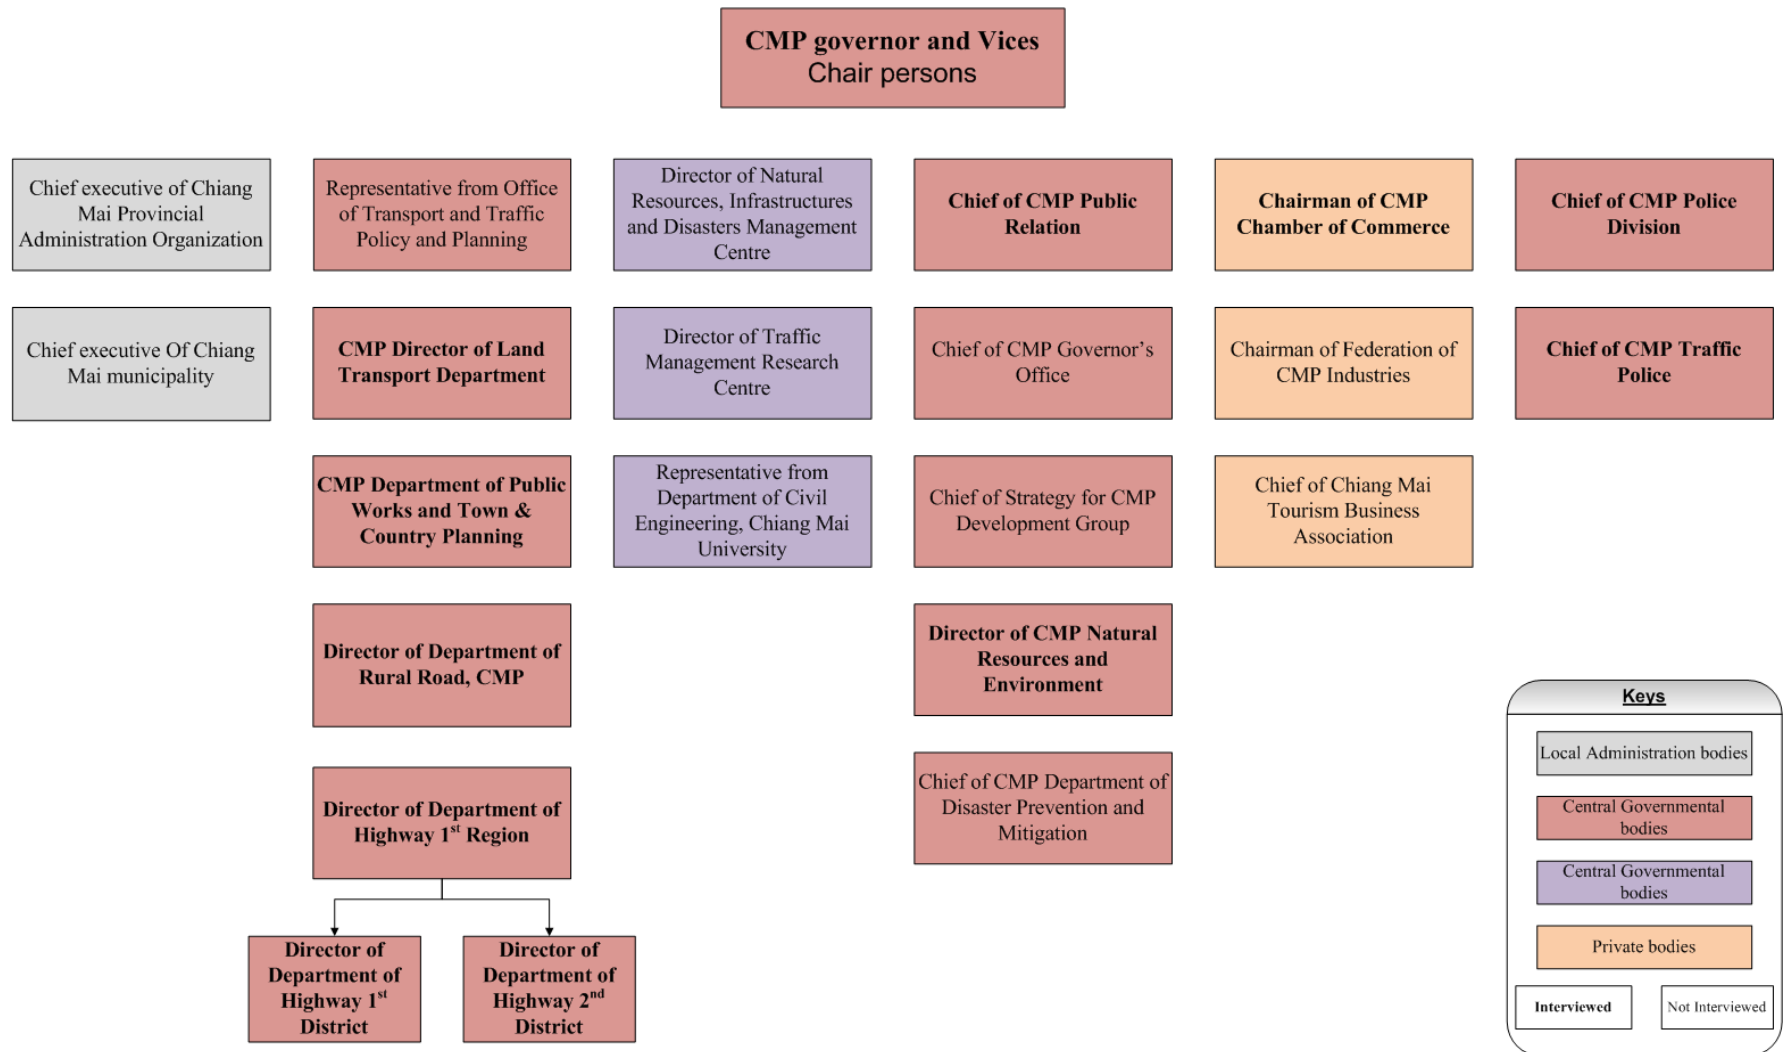 CMP governor and Vices
Chair persons
Chief executive of Chiang
Mai Provincial
Administration Organization
Representative from Office
of Transport and Traffic
Policy and Planning
Director of Natural
Resources, Infrastructures
and Disasters Management
Centre
Chief of CMP Public
Relation
Chairman of CMP
Chamber of Commerce
Chief of CMP Police
Division
Chief executive Of Chiang
Mai municipality
CMP Director of Land
Transport Department
Director of Traffic
Management Research
Centre
Chief of CMP Governor's
Office
Chairman of Federation of
CMP Industries
Chief of CMP Traffic
Police
CMP Department of Public
Works and Town &
Country Planning
Representative from
Department of Civil
Engineering, Chiang Mai
University
Chief of Strategy for CMP
Development Group
Chief of Chiang Mai
Tourism Business
Association
Director of Department of
Rural Road, CMP
Director of CMP Natural
Resources and
Environment
Director of Department of
Highway 1st Region
Chief of CMP Department of
Disaster Prevention and
Mitigation
Director of
Department of
Highway 1st
District
Director of
Department of
Highway 2nd
District
Keys
Local Administration bodies
Central Governmental
bodies
Central Governmental
bodies
Private bodies
Interviewed
Not Interviewed